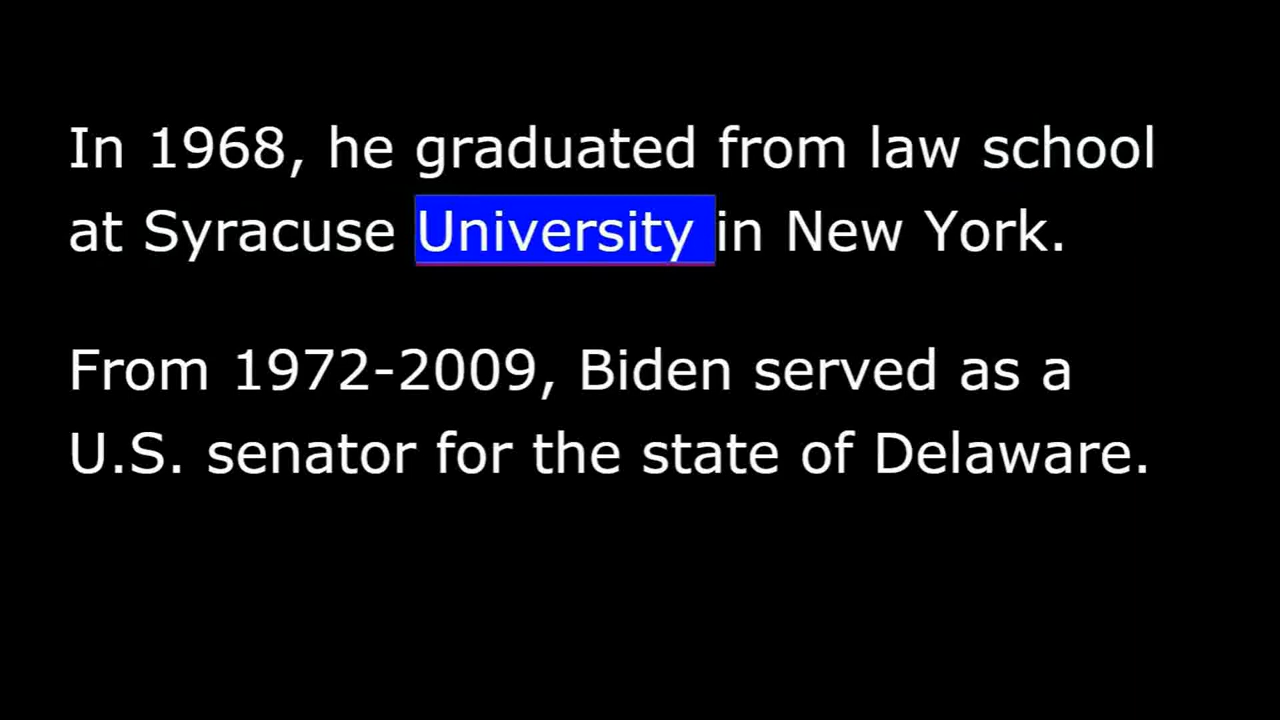 In 1968, he graduated from law school
at Syracuse University in New York.
From 1972-2009, Biden served as a
U.S. senator for the state of Delaware.